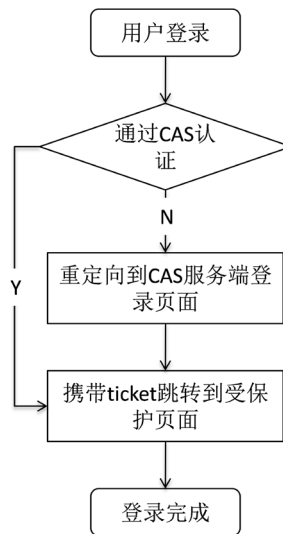 用户登录
通过CAS认
证
N
重定向到CAS服务端登
录页面
Y
携带ticket跳转到受保
护页面
登录完成